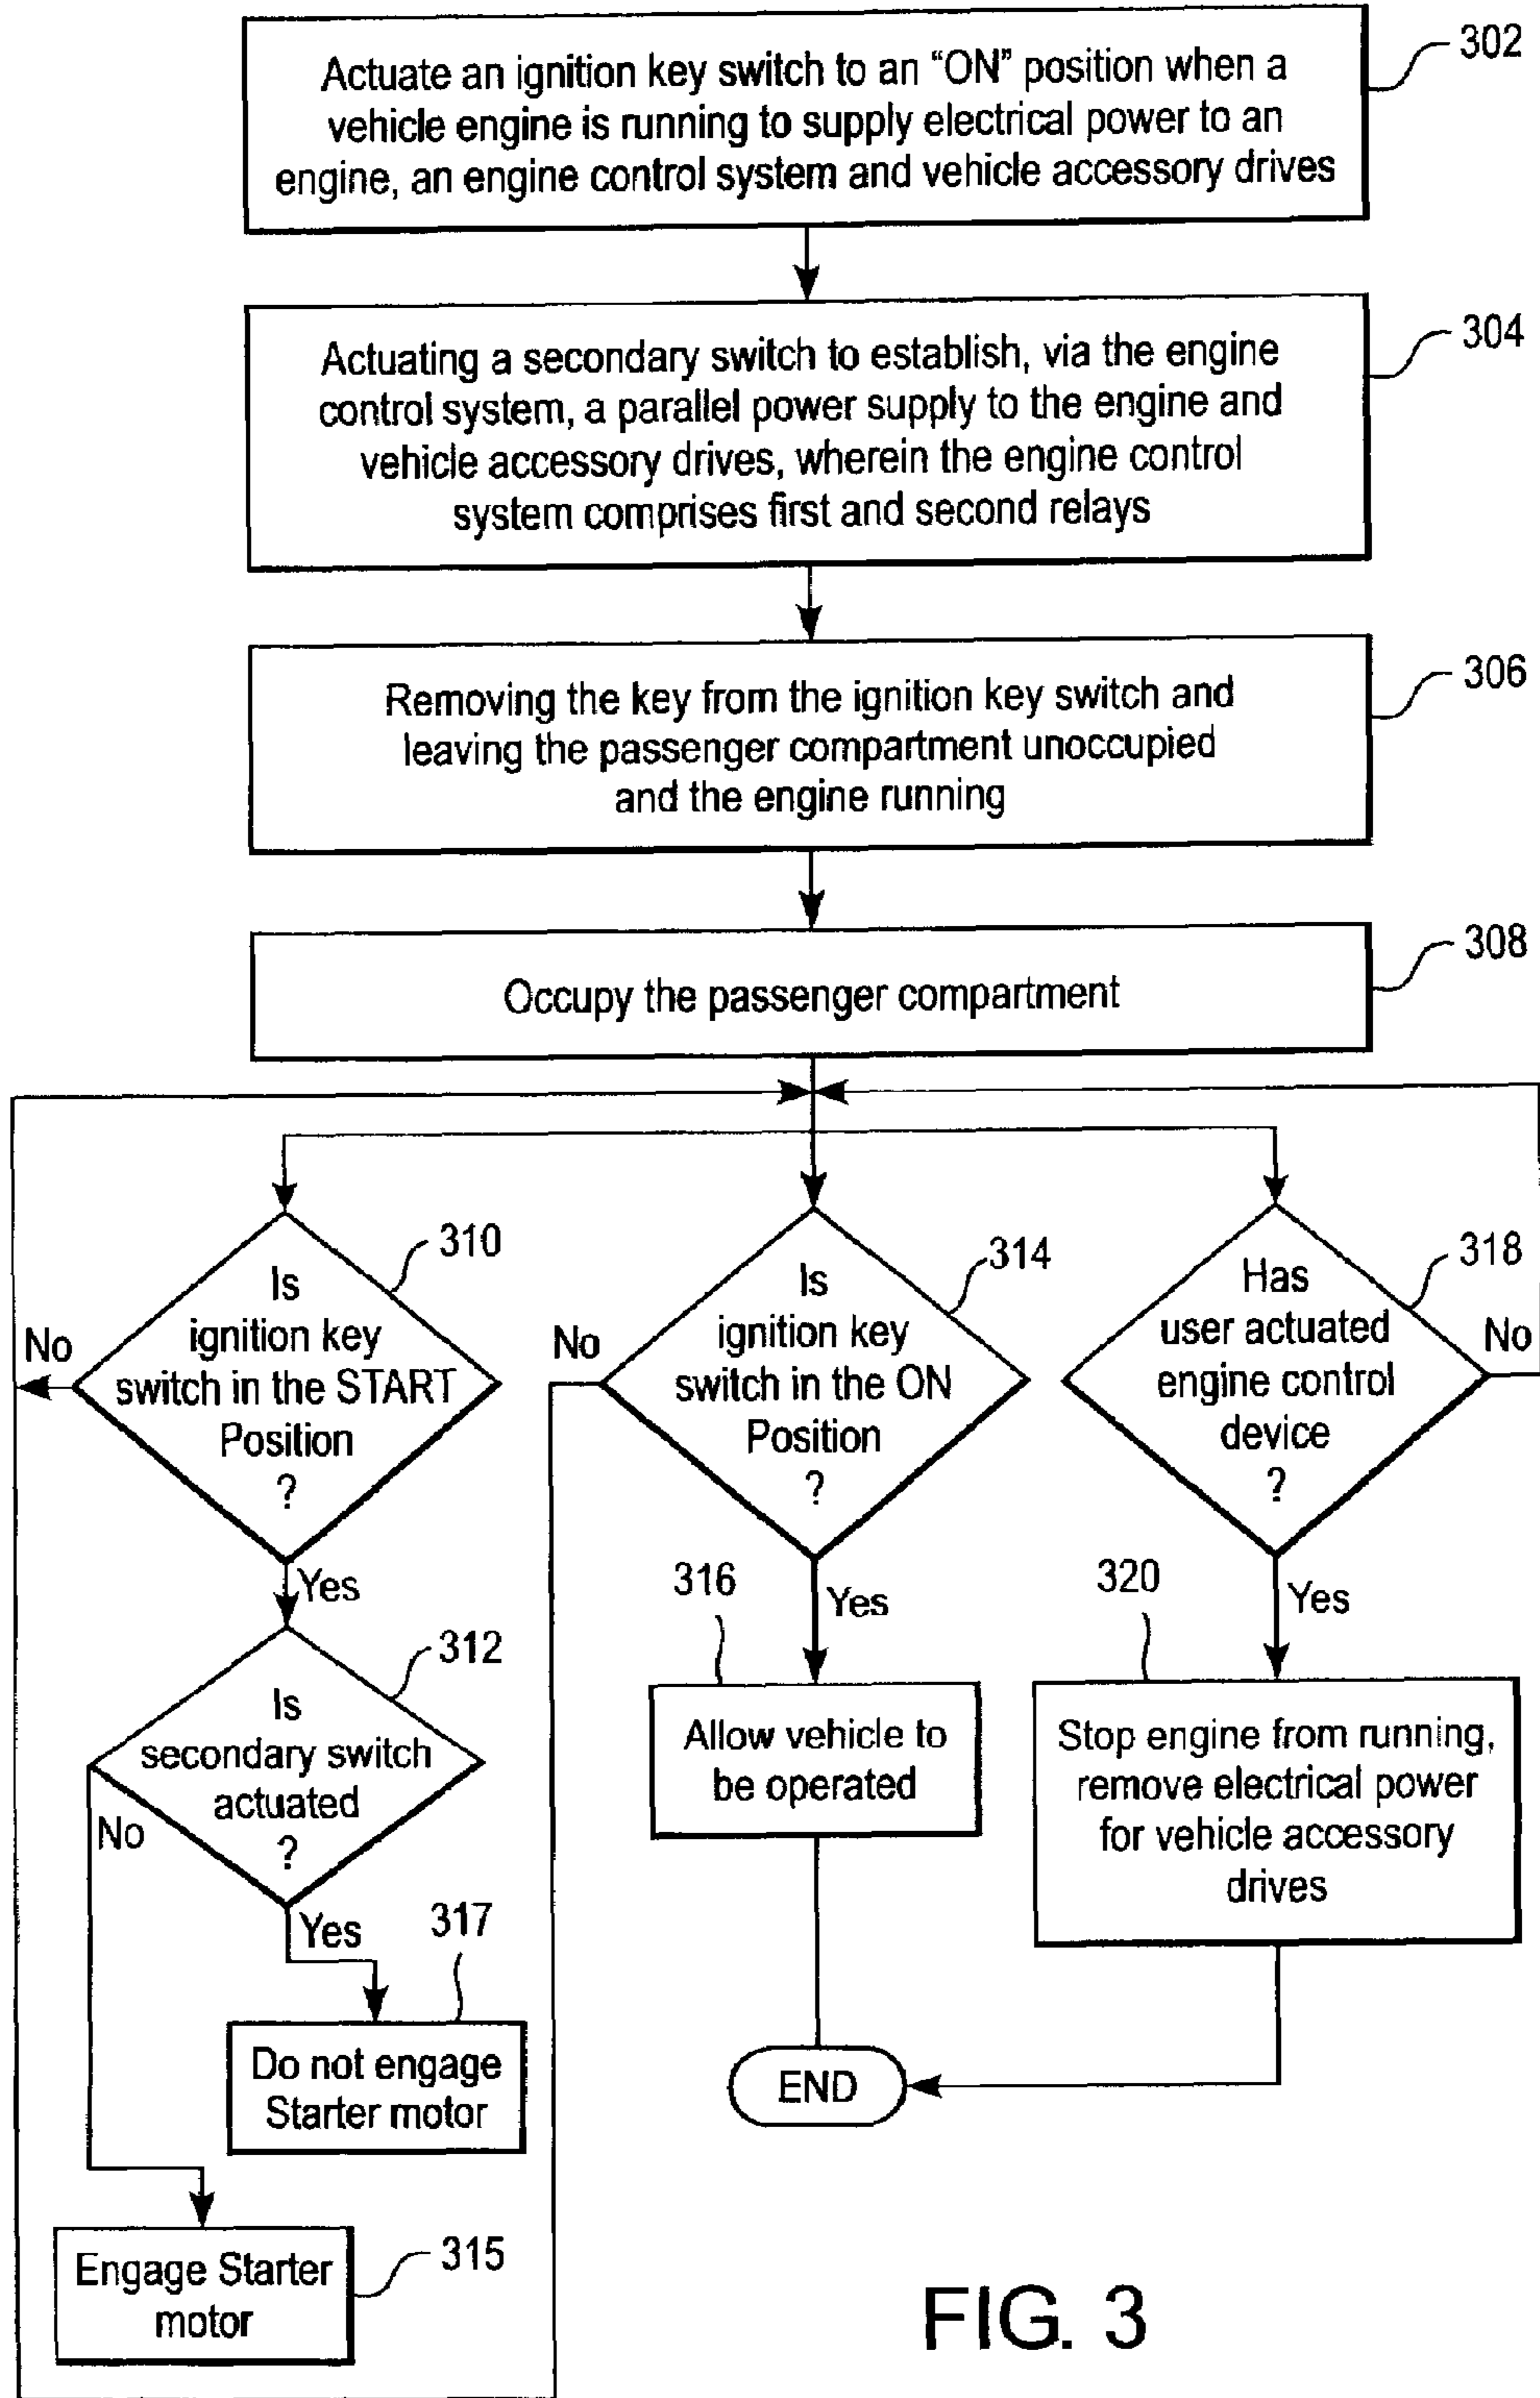 302
Actuate an ignition key switch to an “ON” position when a
vehicle engine is running to supply electrical power to an
engine, an engine control system and vehicle accessory drives
304
Actuating a secondary switch to establish, via the engine
control system, a parallel power supply to the engine and
vehicle accessory drives, wherein the engine control
system comprises first and second relays
306
Removing the key from the ignition key switch and
leaving the passenger compartment unoccupied
and the engine running
308
Occupy the passenger compartment
310
Is
ignition key
switch in the START
Position
?
No
Yes
312
Is
secondary switch
actuated
?
No
Yes
317
Do not engage
Starter motor
315
Engage Starter
motor
314
Is
ignition key
switch in the ON
Position
?
No
Yes
316
Allow vehicle to
be operated
318
Has
user actuated
engine control
device
?
No
Yes
320
Stop engine from running,
remove electrical power
for vehicle accessory
drives
END
FIG. 3